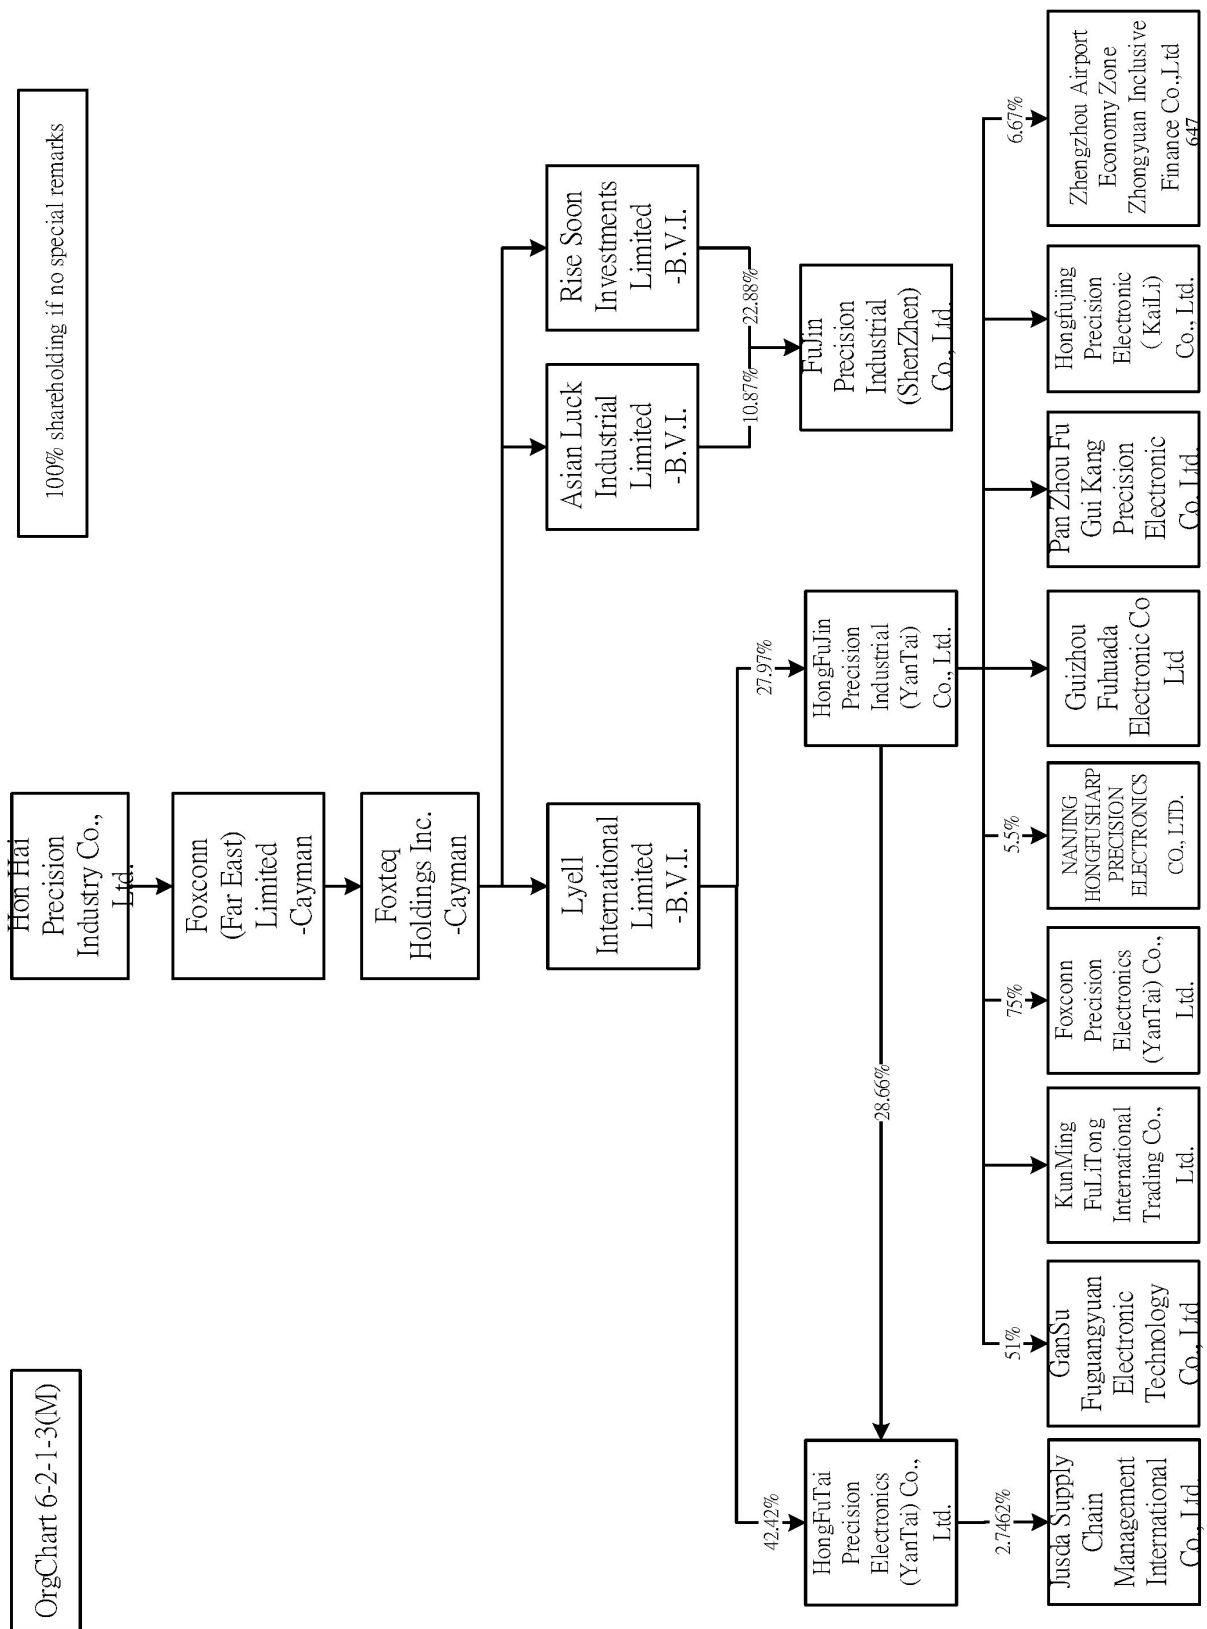 OrgChart 6-2-1-3(M)
100% shareholding if no special remarks
Hon Hai
Precision
Industry Co.,
Ltd.
Foxconn
(Far East)
Limited
-Cayman
Foxteq
Holdings Inc.
-Cayman
Lyell
International
Limited
-B.V.I.
Asian Luck
Industrial
Limited
-B.V.I.
Rise Soon
Investments
Limited
-B.V.I.
42.42%
27.97%
10.87%
22.88%
HongFuTai
Precision
Electronics
(YanTai) Co.,
Ltd.
28.66%
HongFuJin
Precision
Industrial
(YanTai)
Co., Ltd.
FuJin
Precision
Industrial
(ShenZhen)
Co., Ltd.
2.7462%
51%
75%
5.5%
6.67%
Jusda Supply
Chain
Management
International
Co., Ltd.
GanSu
Fuguangyuan
Electronic
Technology
Co., Ltd
KunMing
FuLiTong
International
Trading Co.,
Ltd.
Foxconn
Precision
Electronics
(YanTai) Co.,
Ltd.
NANJING
HONGFUSHARP
PRECISION
ELECTRONICS
CO., LTD.
Guizhou
Fuhuada
Electronic Co
Ltd
Pan Zhou Fu
Gui Kang
Precision
Electronic
Co. Ltd.
Hongfujing
Precision
Electronic
（KaiLi)
Co., Ltd.
Zhengzhou Airport
Economy Zone
Zhongyuan Inclusive
Finance Co.,Ltd
647